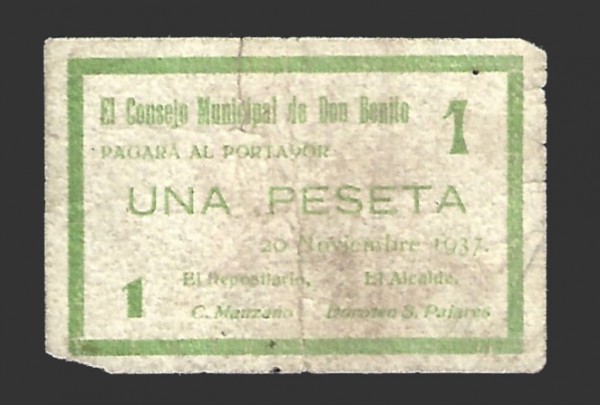 El Consejo Municipal de Don Benito
1
PAGARÁ AL PORTADOR
UNA PESETA
20 Noviembre 1937.
El Depositario, El Alcalde,
1
C. Manzano Doroteo S. Pajares